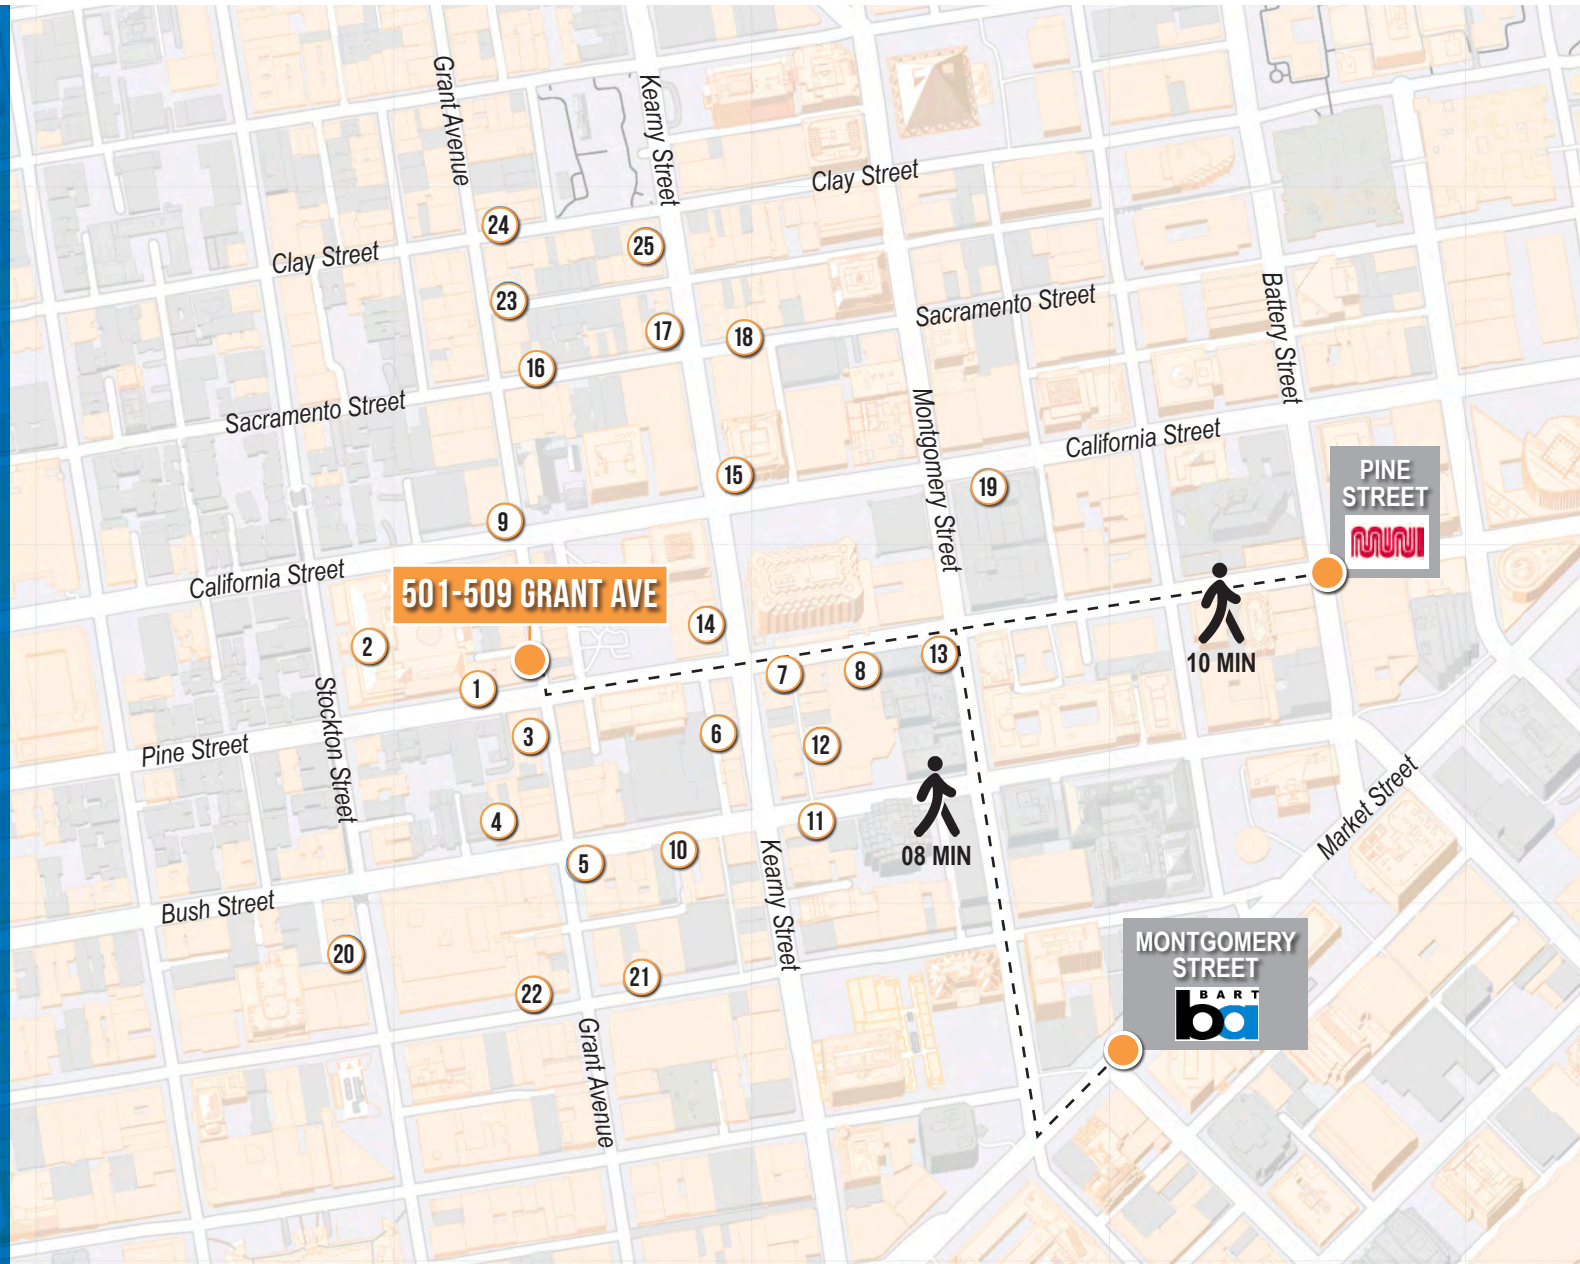 Grant Avenue
Kearny Street
Clay Street
24
25
Clay Street
23
17
18
Sacramento Street
Battery Street
16
Sacramento Street
Montgomery Street
California Street
15
19
PINE
STREET
MUNI
9
California Street
501-509 GRANT AVE
14
2
13
1
7
8
10 MIN
Stockton Street
Pine Street
3
6
12
4
11
08 MIN
Market Street
5
10
Kearny Street
Bush Street
20
22
21
MONTGOMERY
STREET
BART
ba
Grant Avenue